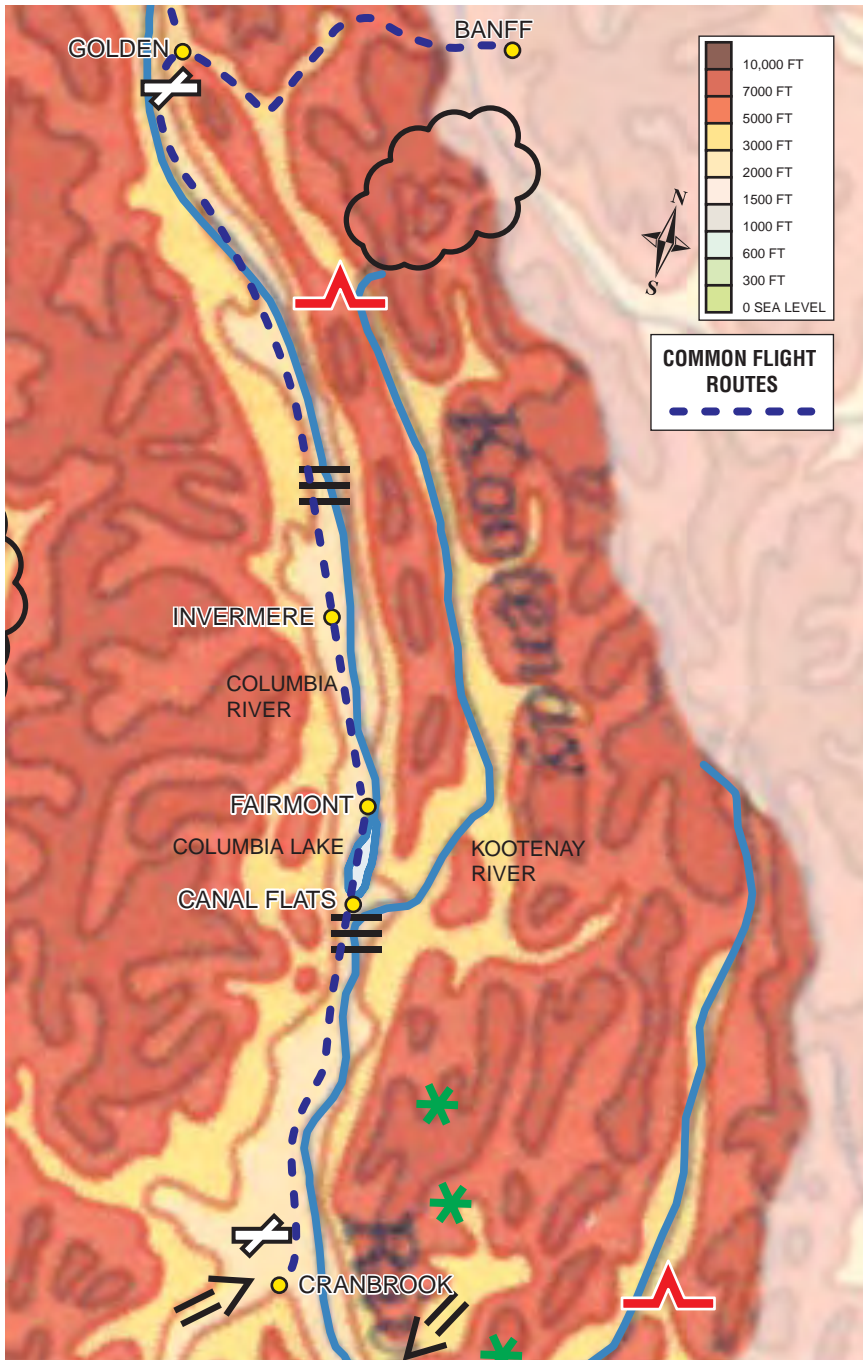 GOLDEN
BANFF
10,000 FT
7000 FT
5000 FT
3000 FT
2000 FT
1500 FT
1000 FT
600 FT
300 FT
0 SEA LEVEL
N
S
COMMON FLIGHT
ROUTES
Kootenay
INVERMERE
COLUMBIA
RIVER
FAIRMONT
COLUMBIA LAKE
KOOTENAY
RIVER
CANAL FLATS
CRANBROOK